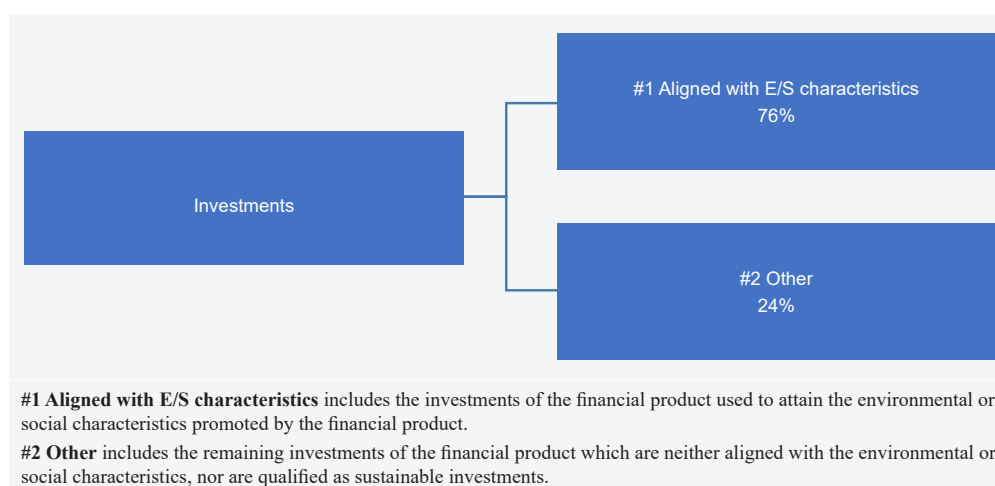 #1 Aligned with E/S characteristics
76%
Investments
#2 Other
24%
#1 Aligned with E/S characteristics includes the investments of the financial product used to attain the environmental or
social characteristics promoted by the financial product.
#2 Other includes the remaining investments of the financial product which are neither aligned with the environmental or
social characteristics, nor are qualified as sustainable investments.